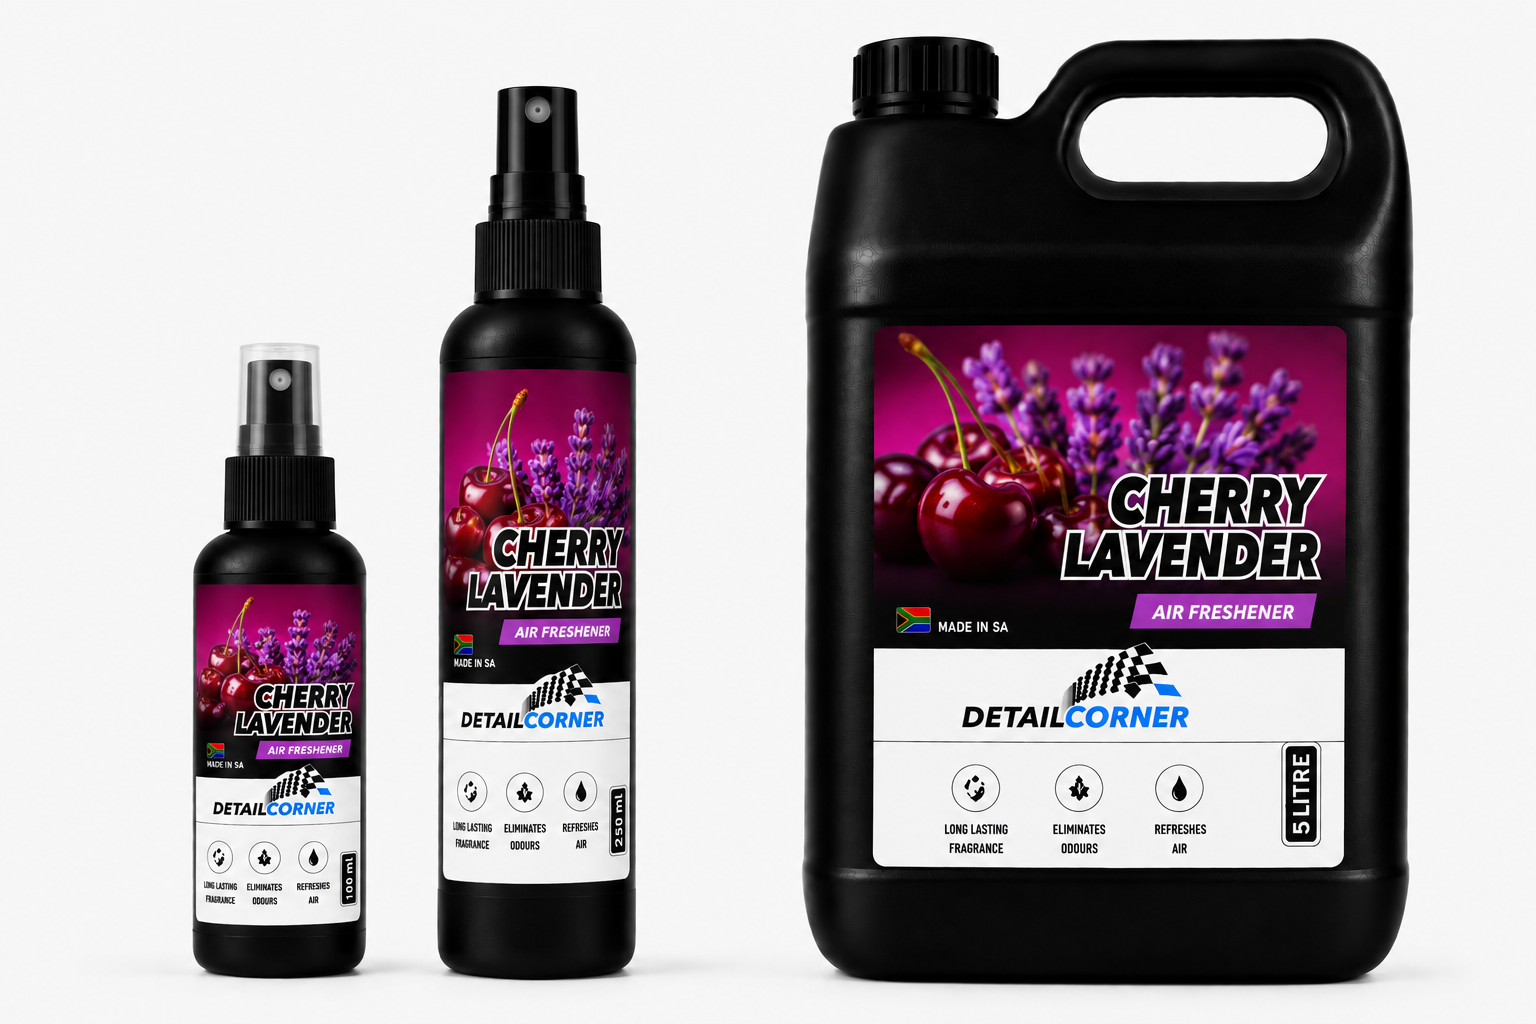 CHERRY
LAVENDER
AIR FRESHENER
MADE IN SA
DETAILCORNER
LONG LASTING
FRAGRANCE
ELIMINATES
ODOURS
REFRESHES
AIR
100 ml
CHERRY
LAVENDER
AIR FRESHENER
MADE IN SA
DETAILCORNER
LONG LASTING
FRAGRANCE
ELIMINATES
ODOURS
REFRESHES
AIR
250 ml
CHERRY
LAVENDER
AIR FRESHENER
MADE IN SA
DETAILCORNER
LONG LASTING
FRAGRANCE
ELIMINATES
ODOURS
REFRESHES
AIR
5 LITRE